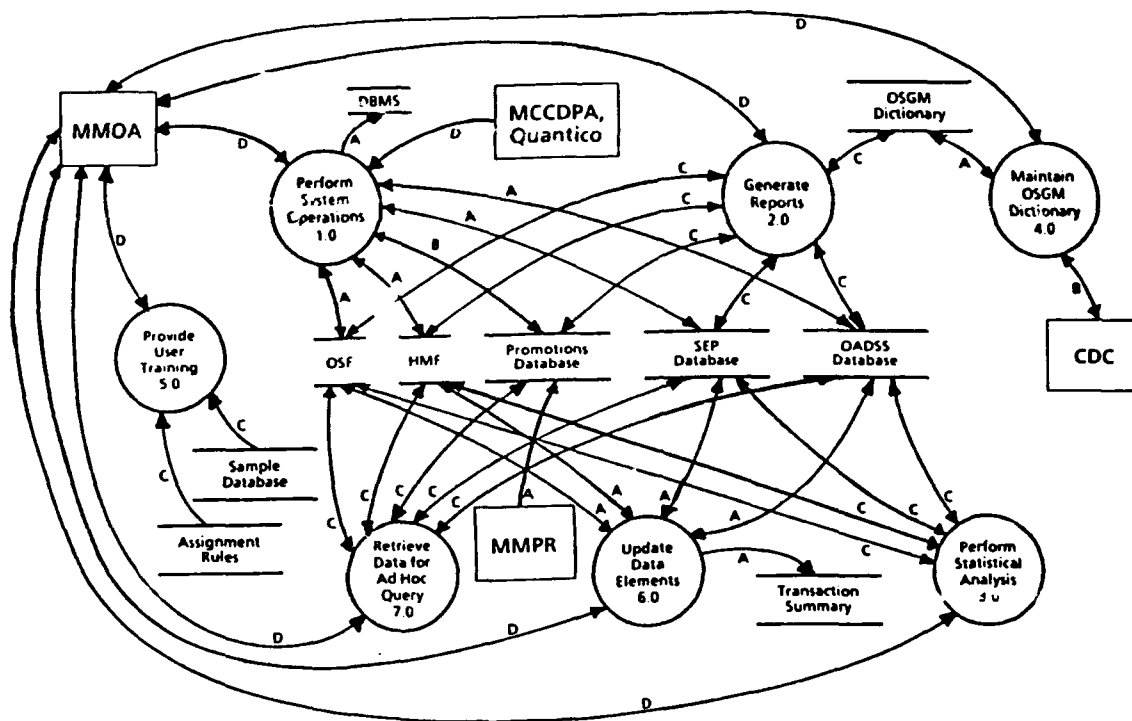 D
MMOA
DBMS
MCCDPA,
Quantico
OSGM
Dictionary
D
A
D
D
C
A
Perform
System
Operations
1.0
Generate
Reports
2.0
Maintain
OSGM
Dictionary
4.0
C
A
C
A
D
B
A
C
C
C
A
B
Provide
User
Training
5.0
OSF
HMF
Promotions
Database
SEP
Database
OADSS
Database
CDC
C
Sample
Database
C
Assignment
Rules
C
C
C
C
C
A
A
A
A
A
C
C
C
C
MMPR
Retrieve
Data for
Ad Hoc
Query
7.0
Update
Data
Elements
6.0
A
Transaction
Summary
Perform
Statistical
Analysis
3.0
D
D
D